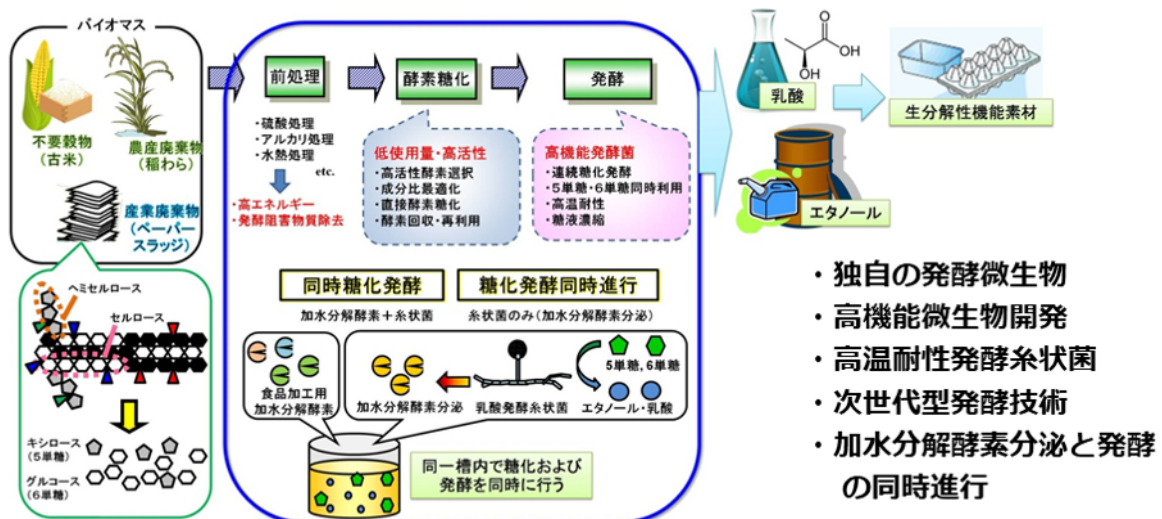 バイオマス
不要穀物
（古米）
農産廃棄物
（稲わら）
産業廃棄物
（ペーパー
スラッジ）
ヘミセルロース
セルロース
キシロース
（5単糖）
グルコース
（6単糖）
前処理
・硫酸処理
・アルカリ処理
・水熱処理
etc.
・高エネルギー
・発酵阻害物質除去
酵素糖化
低使用量・高活性
・高活性酵素選択
・成分比最適化
・直接酵素糖化
・酵素回収・再利用
発酵
高機能発酵菌
・連続糖化発酵
・5単糖・6単糖同時利用
・高温耐性
・糖液濃縮
同時糖化発酵
加水分解酵素＋糸状菌
糖化発酵同時進行
糸状菌のみ（加水分解酵素分泌）
食品加工用
加水分解酵素
加水分解酵素分泌
乳酸発酵糸状菌
5単糖, 6単糖
エタノール・乳酸
同一槽内で糖化および
発酵を同時に行う
O
OH
OH
乳酸
生分解性機能素材
エタノール
・独自の発酵微生物
・高機能微生物開発
・高温耐性発酵糸状菌
・次世代型発酵技術
・加水分解酵素分泌と発酵
の同時進行